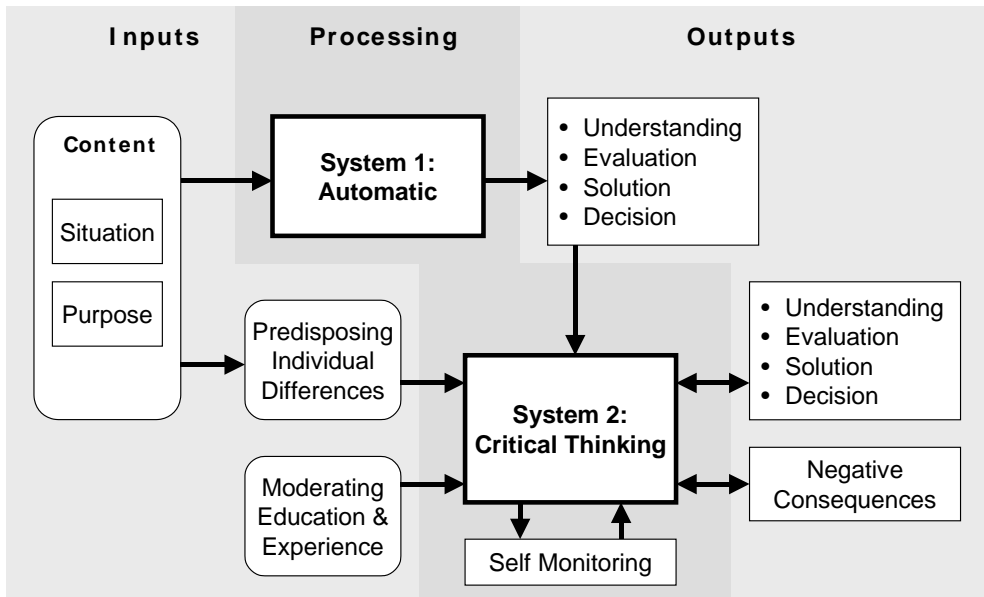 Inputs
Processing
Outputs
Content
Situation
Purpose
System 1:
Automatic
• Understanding
• Evaluation
• Solution
• Decision
Predisposing
Individual
Differences
Moderating
Education &
Experience
System 2:
Critical Thinking
Self Monitoring
• Understanding
• Evaluation
• Solution
• Decision
Negative
Consequences